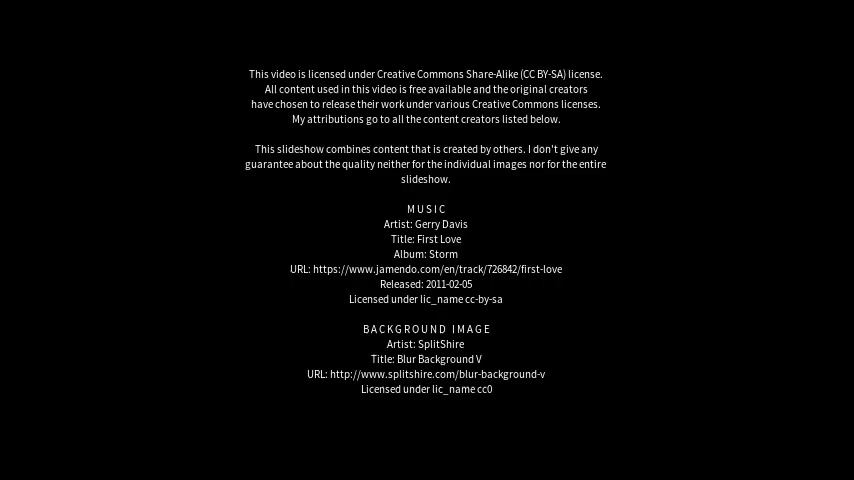 This video is licensed under Creative Commons Share-Alike (CC BY-SA) license.
All content used in this video is free available and the original creators
have chosen to release their work under various Creative Commons licenses.
My attributions go to all the content creators listed below.
This slideshow combines content that is created by others. I don't give any
guarantee about the quality neither for the individual images nor for the entire
slideshow.
MUSIC
Artist: Gerry Davis
Title: First Love
Album: Storm
URL: https://www.jamendo.com/en/track/726842/first-love
Released: 2011-02-05
Licensed under lic_name cc-by-sa
BACKGROUND IMAGE
Artist: SplitShire
Title: Blur Background V
URL: http://www.splitshire.com/blur-background-v
Licensed under lic_name cc0